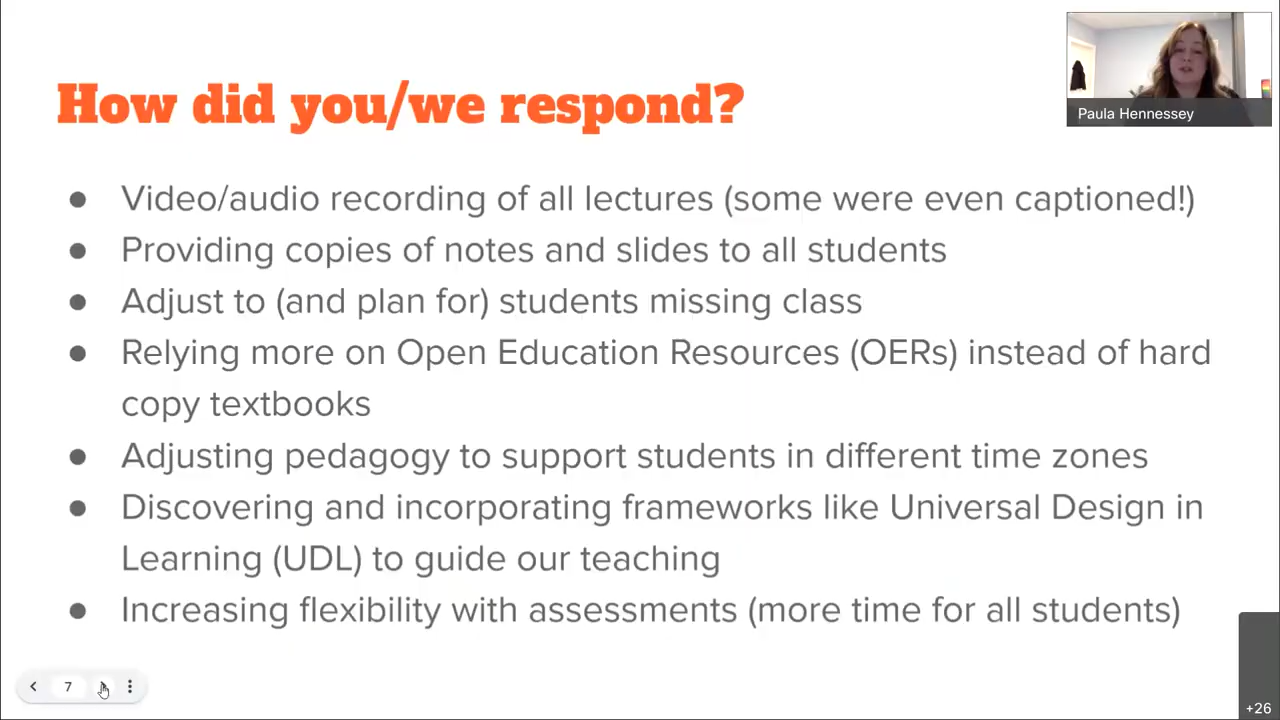 How did you/we respond?
Paula Hennessey
● Video/audio recording of all lectures (some were even captioned!)
● Providing copies of notes and slides to all students
● Adjust to (and plan for) students missing class
● Relying more on Open Education Resources (OERs) instead of hard
copy textbooks
● Adjusting pedagogy to support students in different time zones
● Discovering and incorporating frameworks like Universal Design in
Learning (UDL) to guide our teaching
● Increasing flexibility with assessments (more time for all students)
7
+26